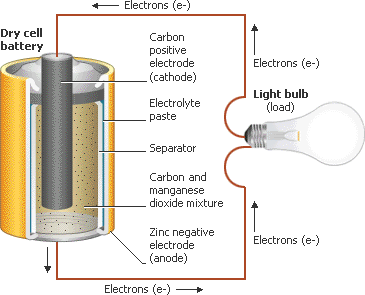 Electrons (e-)
Dry cell
battery
Carbon
positive
electrode
(cathode)
Electrons (e-)
Light bulb
(load)
Electrolyte
paste
Separator
Carbon and
manganese
dioxide mixture
Zinc negative
electrode
(anode)
Electrons (e-)
Electrons (e-)